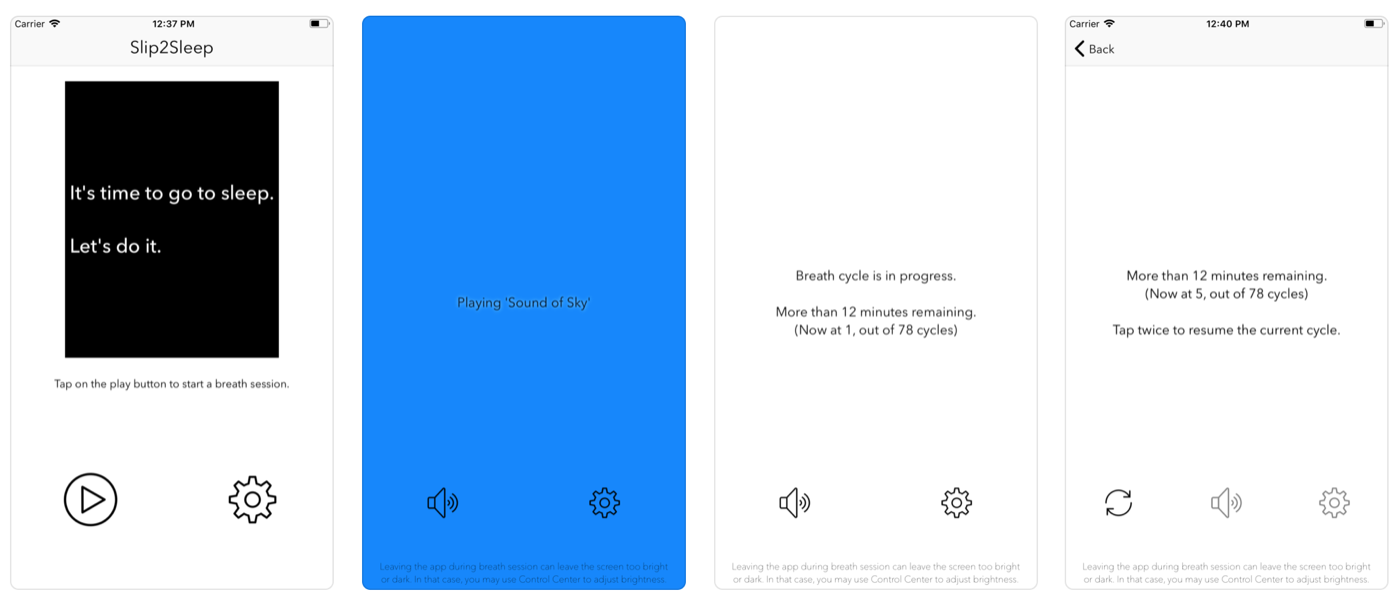 Carrier 12:37 PM
Slip2Sleep
It's time to go to sleep.
Let's do it.
Tap on the play button to start a breath session.
Playing 'Sound of Sky'
Leaving the app during breath session can leave the screen too bright
or dark. In that case, you may use Control Center to adjust brightness.
Breath cycle is in progress.
More than 12 minutes remaining.
(Now at 1, out of 78 cycles)
Leaving the app during breath session can leave the screen too bright
or dark. In that case, you may use Control Center to adjust brightness.
Carrier 12:40 PM
Back
More than 12 minutes remaining.
(Now at 5, out of 78 cycles)
Tap twice to resume the current cycle.
Leaving the app during breath session can leave the screen too bright
or dark. In that case, you may use Control Center to adjust brightness.